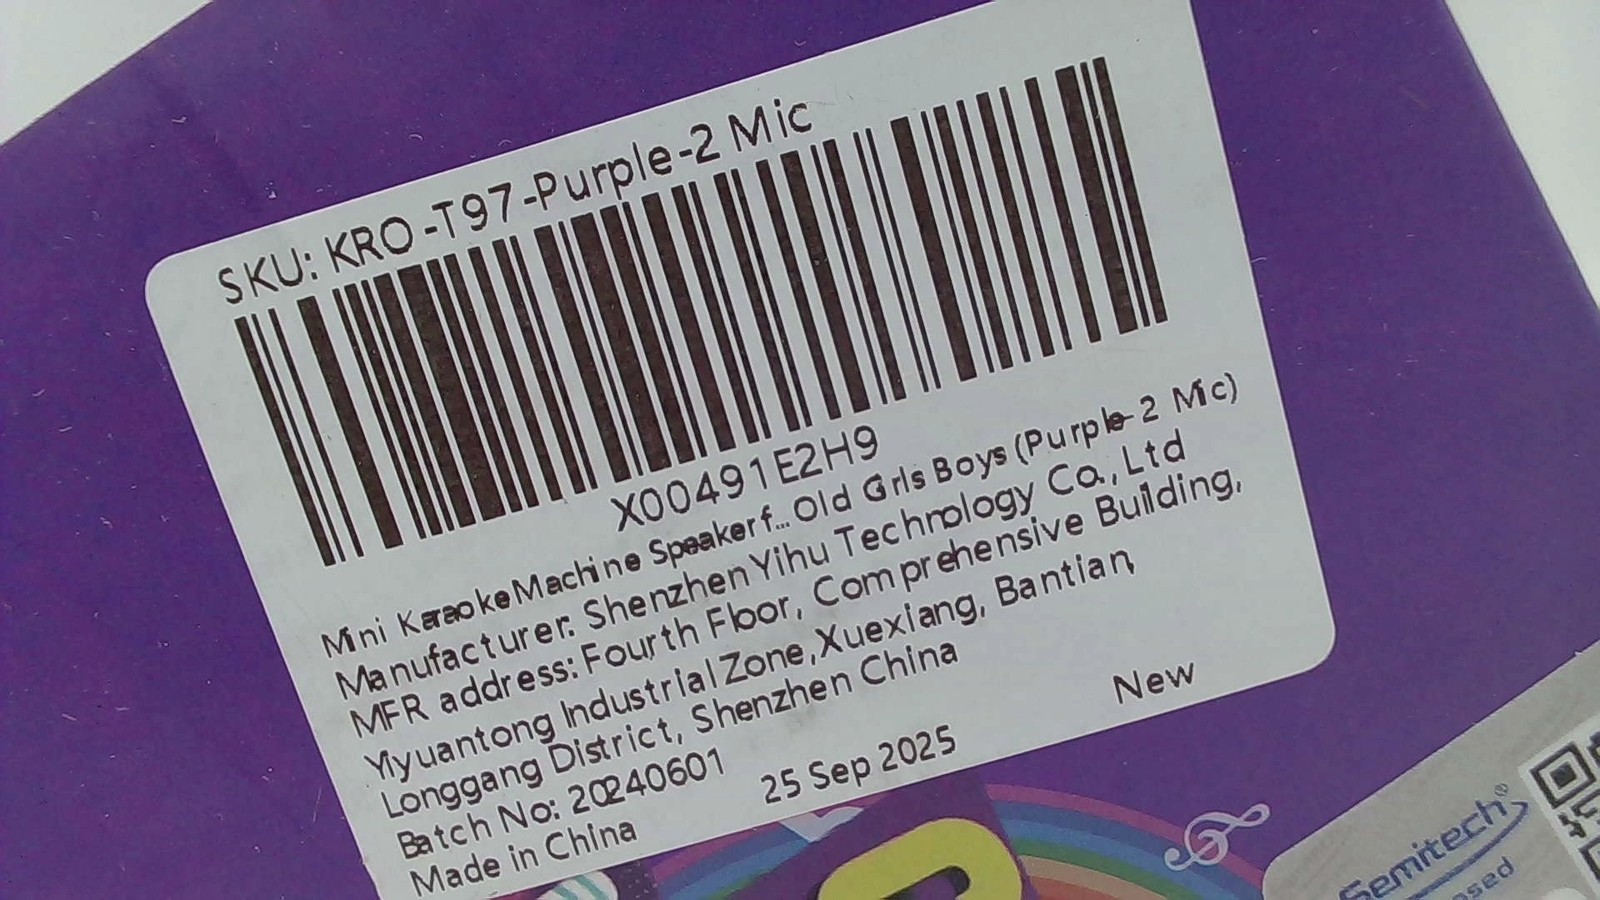 SKU: KRO-T97-Purple-2 Mic
X00491E2H9
Mini Karaoke Machine Speaker f... Old Girls Boys (Purple-2 Mic)
Manufacturer: Shenzhen Yihu Technology Co., Ltd
MFR address: Fourth Floor, Comprehensive Building,
Yiyuantong Industrial Zone, Xuexiang, Bantian,
Longgang District, Shenzhen China
New
Batch No: 20240601
25 Sep 2025
Made in China
Semitech®